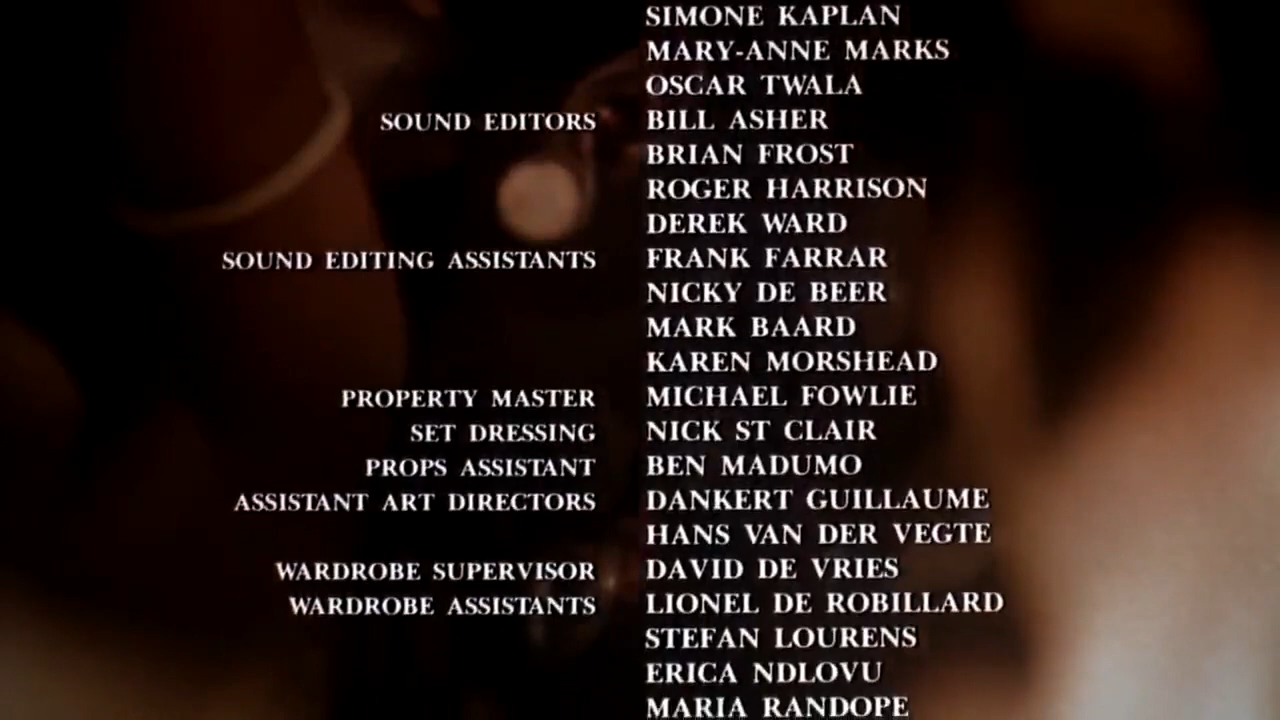 SIMONE KAPLAN
MARY-ANNE MARKS
OSCAR TWALA
SOUND EDITORS BILL ASHER
BRIAN FROST
ROGER HARRISON
DEREK WARD
SOUND EDITING ASSISTANTS FRANK FARRAR
NICKY DE BEER
MARK BAARD
KAREN MORSHEAD
PROPERTY MASTER MICHAEL FOWLIE
SET DRESSING NICK ST CLAIR
PROPS ASSISTANT BEN MADUMO
ASSISTANT ART DIRECTORS DANKERT GUILLAUME
HANS VAN DER VEGTE
WARDROBE SUPERVISOR DAVID DE VRIES
WARDROBE ASSISTANTS LIONEL DE ROBILLARD
STEFAN LOURENS
ERICA NDLOVU
MARIA RANDOPE